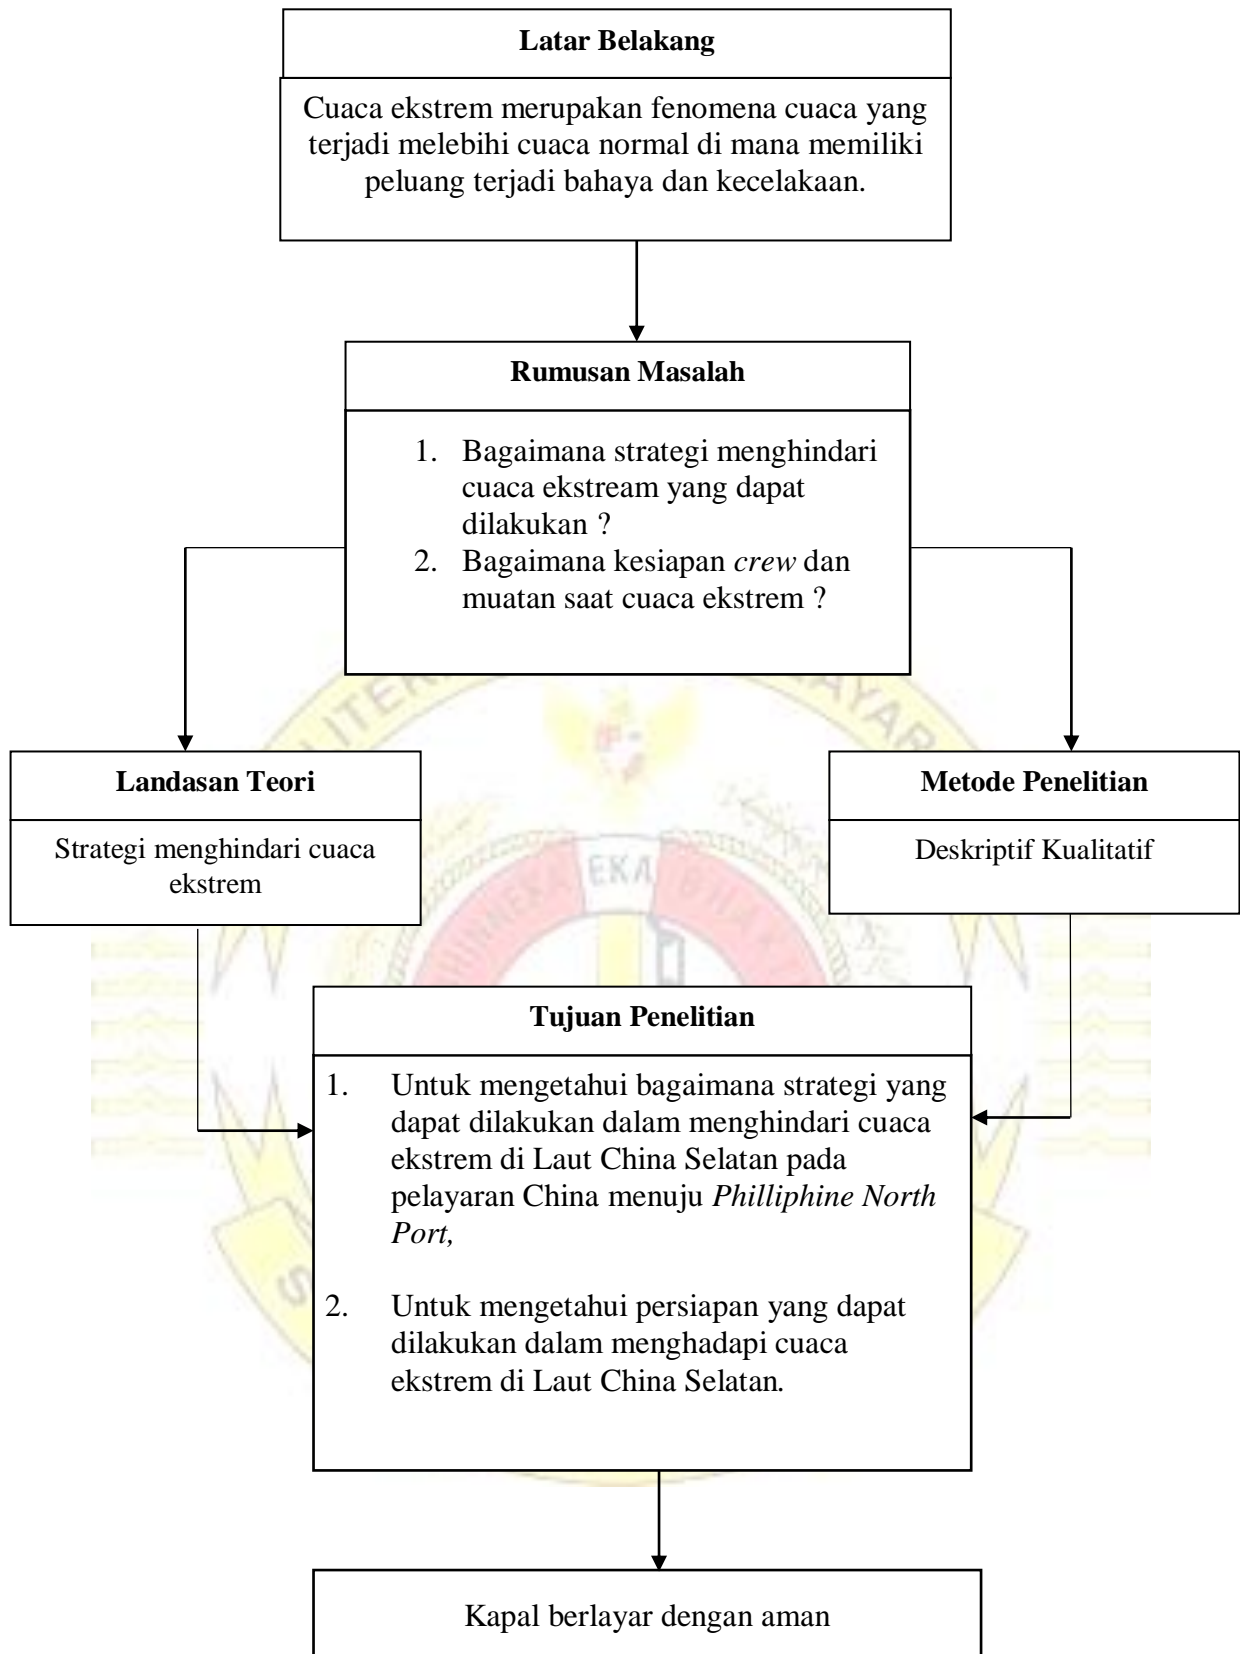 Latar Belakang
Cuaca ekstrem merupakan fenomena cuaca yang
terjadi melebihi cuaca normal di mana memiliki
peluang terjadi bahaya dan kecelakaan.
Rumusan Masalah
1. Bagaimana strategi menghindari
cuaca ekstream yang dapat
dilakukan ?
2. Bagaimana kesiapan crew dan
muatan saat cuaca ekstrem ?
Landasan Teori
Strategi menghindari cuaca
ekstrem
Metode Penelitian
Deskriptif Kualitatif
EKA
Tujuan Penelitian
1. Untuk mengetahui bagaimana strategi yang
dapat dilakukan dalam menghindari cuaca
ekstrem di Laut China Selatan pada
pelayaran China menuju Philliphine North
Port,
2. Untuk mengetahui persiapan yang dapat
dilakukan dalam menghadapi cuaca
ekstrem di Laut China Selatan.
Kapal berlayar dengan aman